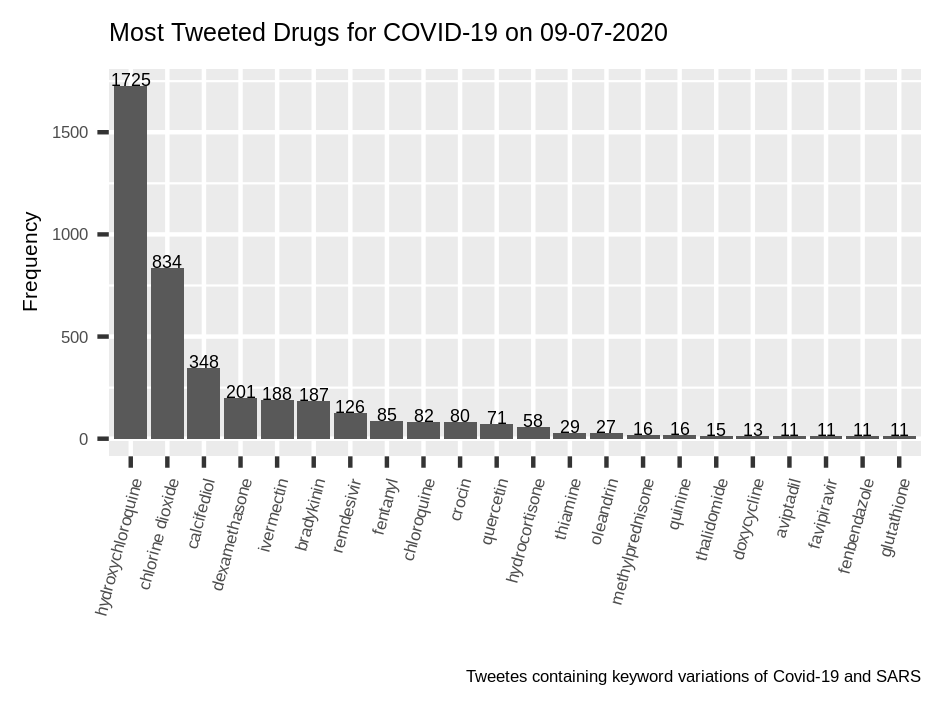 Most Tweeted Drugs for COVID-19 on 09-07-2020
Frequency
1500
1000
500
0
1725
834
348
201
188
187
126
85
82
80
71
58
29
27
16
16
15
13
11
11
11
11
hydroxychloroquine
chlorine dioxide
calcifediol
dexamethasone
ivermectin
bradykinin
remdesivir
fentanyl
chloroquine
crocin
quercetin
hydrocortisone
thiamine
oleandrin
methylprednisone
quinine
thalidomide
doxycycline
aviptadil
favipiravir
fenbendazole
glutathione
Tweetes containing keyword variations of Covid-19 and SARS